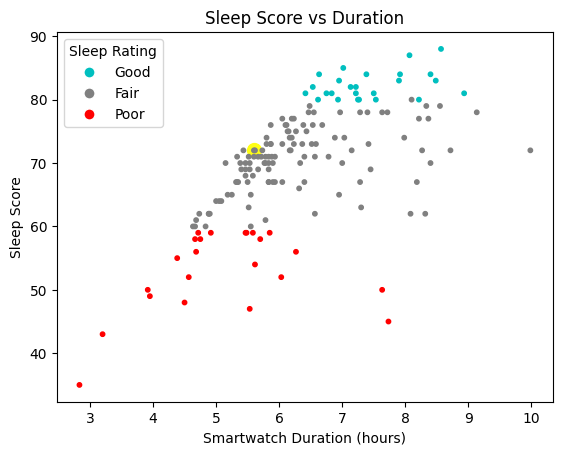 Sleep Score vs Duration
Sleep Rating
Good
Fair
Poor
90
80
70
60
50
40
Sleep Score
3 4 5 6 7 8 9 10
Smartwatch Duration (hours)